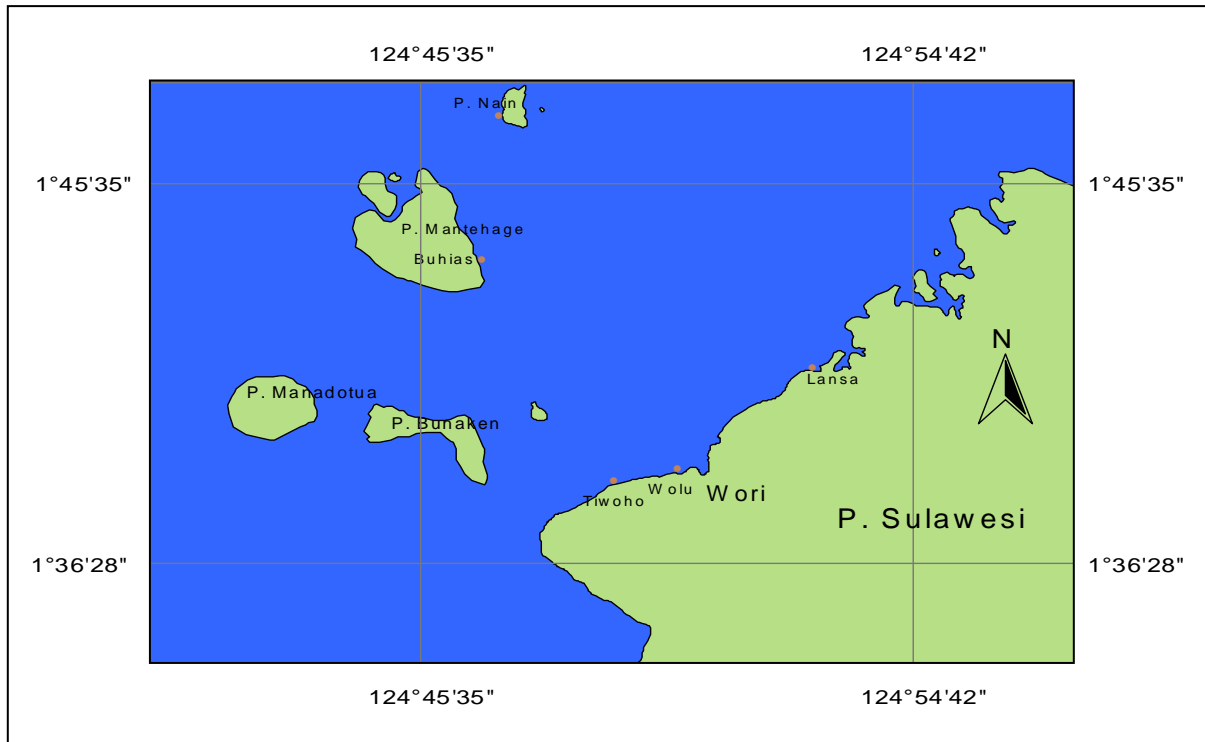 124°45'35"
124°54'42"
P. Nain
1°45'35"
1°45'35"
P. Mantehage
Buhias
N
Lansa
P. Manadotua
P. Bunaken
Wolu
Wori
Tiwoho
P. Sulawesi
1°36'28"
1°36'28"
124°45'35"
124°54'42"